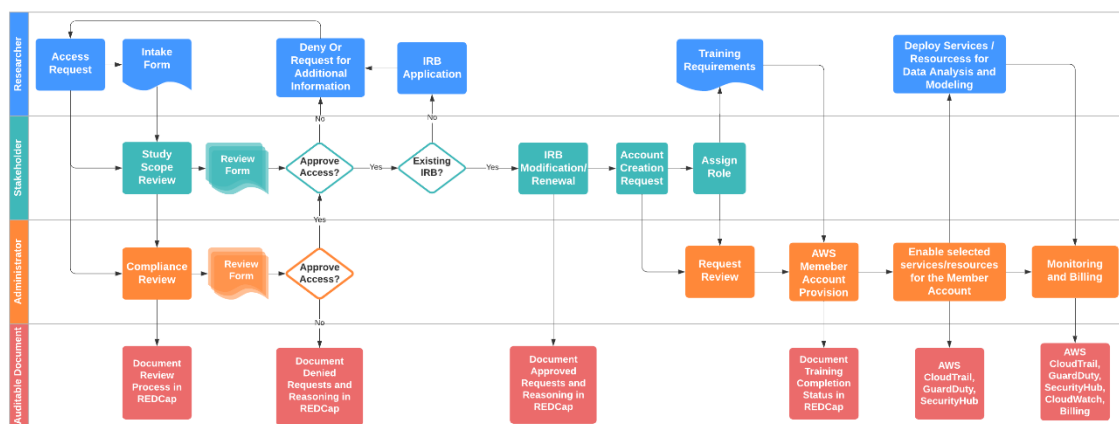 Researcher
Access
Request
Intake
Form
Deny Or
Request for
Additional
Information
IRB
Application
Training
Requirements
Deploy Services /
Resourcess for
Data Analysis and
Modeling
No
No
Stakeholder
Study
Scope
Review
Review
Form
Approve
Access?
Yes
Existing
IRB?
Yes
IRB
Modification/
Renewal
Account
Creation
Request
Assign
Role
Yes
Administrator
Compliance
Review
Review
Form
Approve
Access?
Request
Review
AWS
Memeber
Account
Provision
Enable selected
services/resources
for the Member
Account
Monitoring
and Billing
No
Auditable Document
Document
Review
Process in
REDCap
Document
Denied
Requests and
Reasoning in
REDCap
Document
Approved
Requests and
Reasoning in
REDCap
Document
Training
Completion
Status in
REDCap
AWS
CloudTrail,
GuardDuty,
SecurityHub
AWS
CloudTrail,
GuardDuty,
SecurityHub,
CloudWatch,
Billing